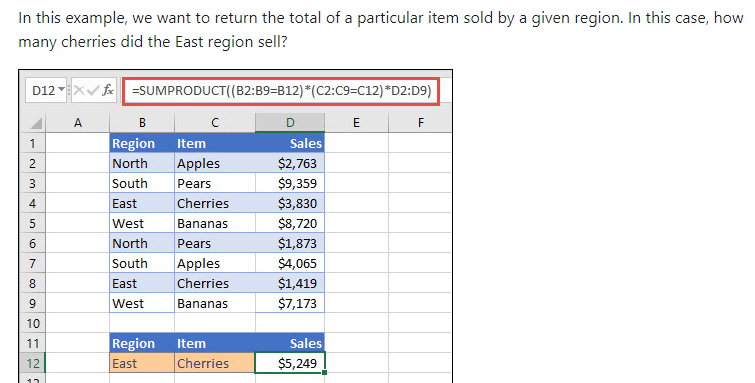 In this example, we want to return the total of a particular item sold by a given region. In this case, how
many cherries did the East region sell?
D12 fx =SUMPRODUCT((B2:B9=B12)*(C2:C9=C12)*D2:D9)
A B C D E F
1 Region Item Sales
2 North Apples $2,763
3 South Pears $9,359
4 East Cherries $3,830
5 West Bananas $8,720
6 North Pears $1,873
7 South Apples $4,065
8 East Cherries $1,419
9 West Bananas $7,173
10
11 Region Item Sales
12 East Cherries $5,249